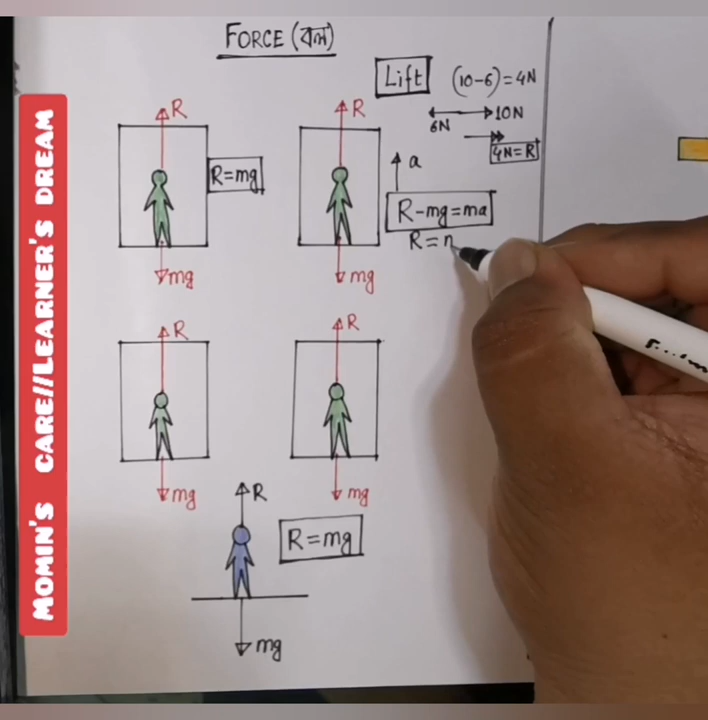 FORCE (বল)
Lift
(10-6)=4N
6N
10N
4N=R
R
R=mg
mg
R
a
R-mg=ma
R=
mg
R
mg
R
mg
R
R=mg
mg
MOMIN'S CARE//LEARNER'S DREAM